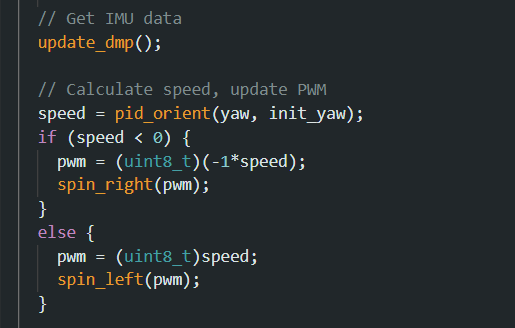 // Get IMU data
update_dmp();
// Calculate speed, update PWM
speed = pid_orient(yaw, init_yaw);
if (speed < 0) {
pwm = (uint8_t)(-1*speed);
spin_right(pwm);
}
else {
pwm = (uint8_t)speed;
spin_left(pwm);
}